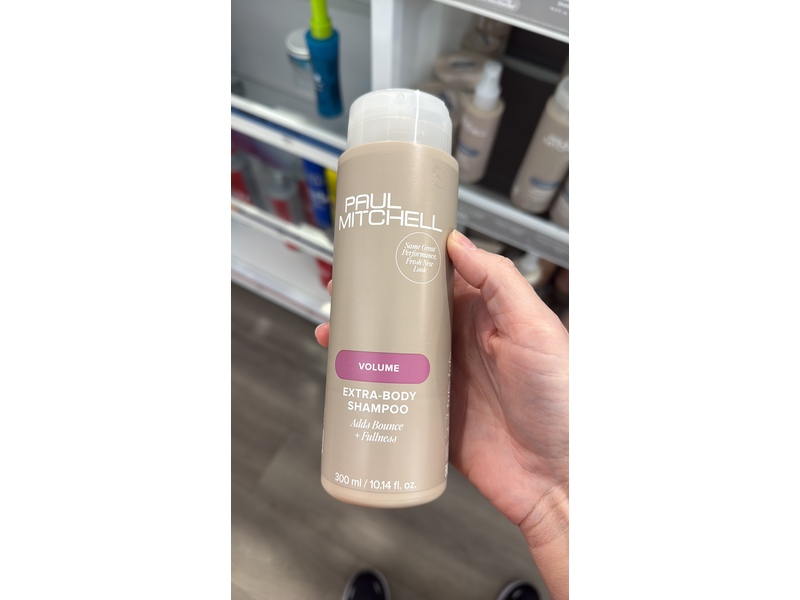 PAUL
MITCHELL
Same Great
Performance,
Fresh New
Look
VOLUME
EXTRA-BODY
SHAMPOO
Adds Bounce
+ Fullness
300 ml / 10.14 fl. oz.